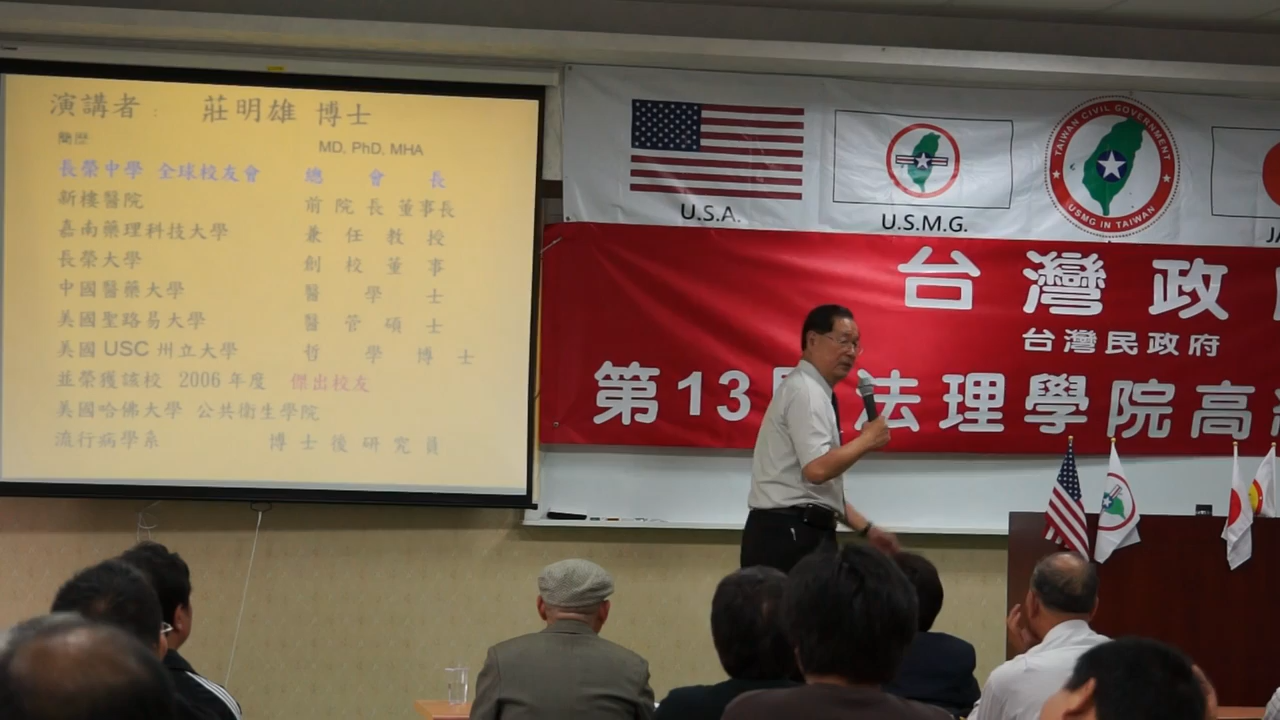 演講者: 莊明雄 博士
簡歷 MD, PhD, MHA
長榮中學 全球校友會 總會長
新樓醫院 前院長 董事長
嘉南藥理科技大學 兼任教授
長榮大學 創校董事
中國醫藥大學 醫學士
美國聖路易大學 醫管碩士
美國 USC 州立大學 哲學博士
並榮獲該校 2006 年度 傑出校友
美國哈佛大學 公共衛生學院
流行病學系 博士後研究員
U.S.A.
U.S.M.G.
TAIWAN CIVIL GOVERNMENT
USMG IN TAIWAN
JA
台灣政
台灣民政府
第13 法理學院高